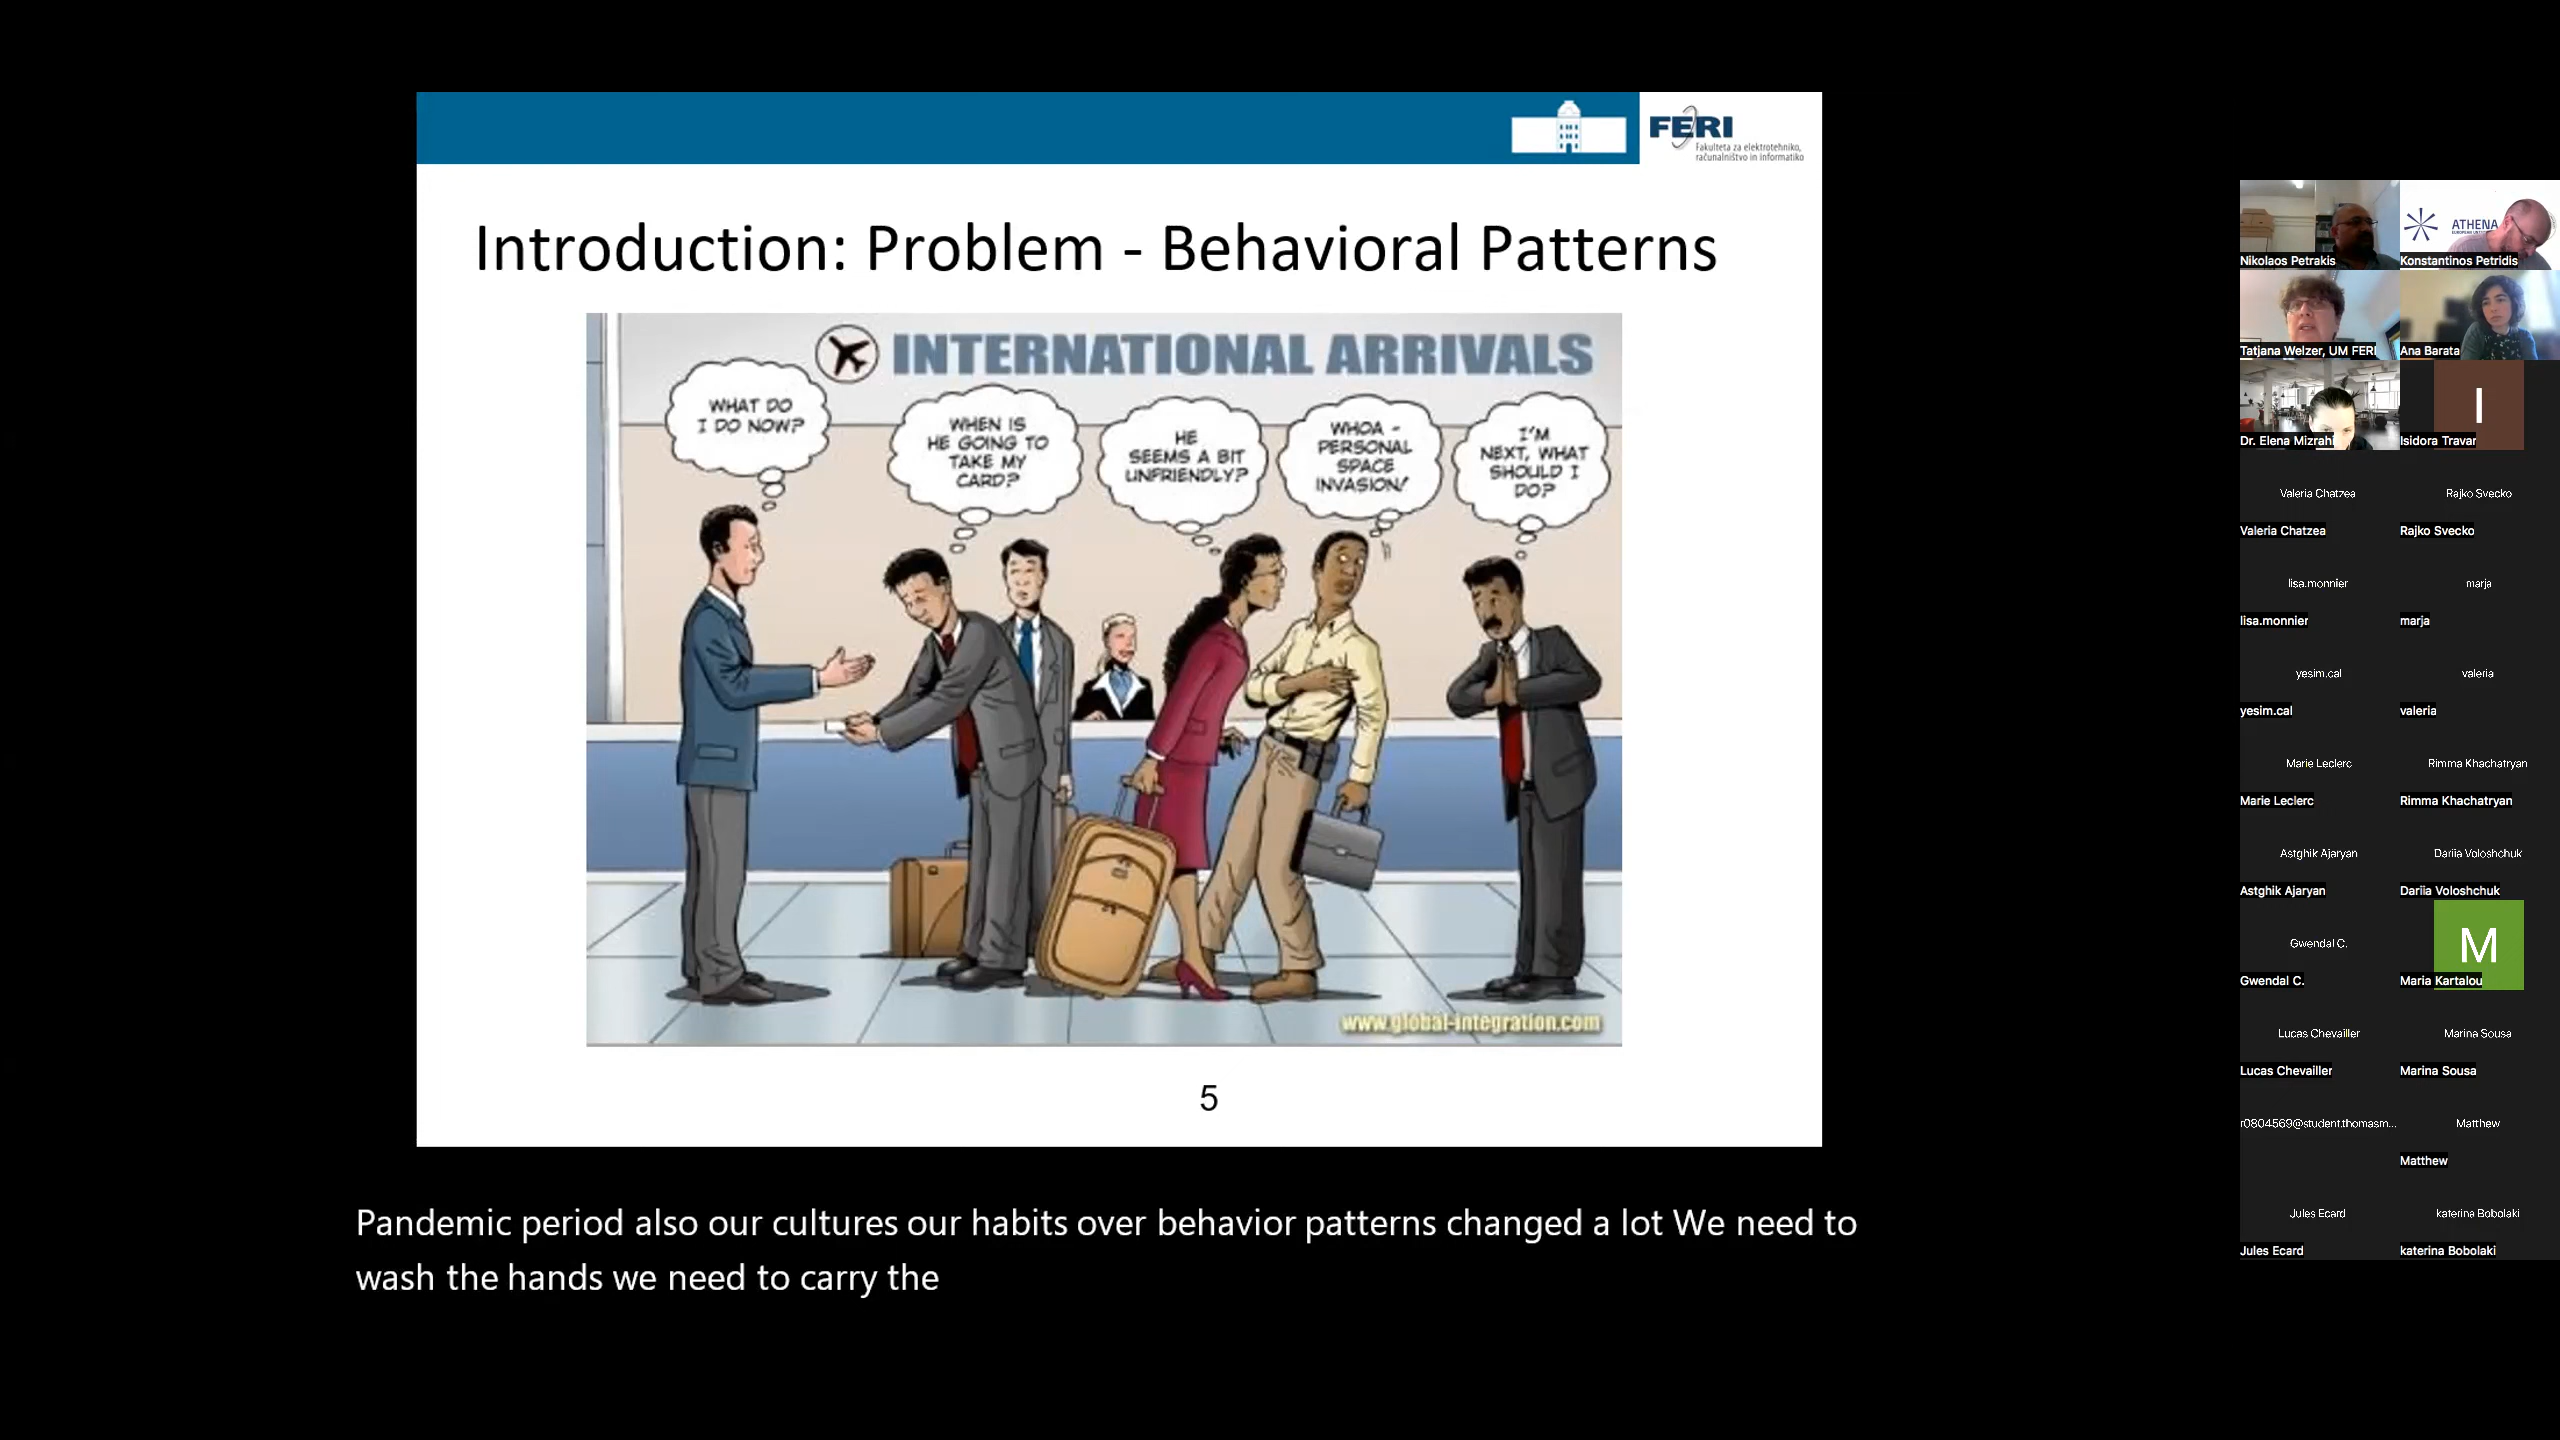 FERI
Fakulteta za elektrotehniko,
računalništvo in informatiko
Introduction: Problem - Behavioral Patterns
INTERNATIONAL ARRIVALS
WHAT DO
I DO NOW?
WHEN IS
HE GOING TO
TAKE MY
CARD?
HE
SEEMS A BIT
UNFRIENDLY?
WHOA -
PERSONAL
SPACE
INVASION!
I'M
NEXT, WHAT
SHOULD I
DO?
www.global-integration.com
5
Pandemic period also our cultures our habits over behavior patterns changed a lot We need to
wash the hands we need to carry the
Nikolaos Petrakis
ATHENA
Konstantinos Petridis
Tatjana Welzer, UM FERI
Ana Barata
Dr. Elena Mizrahi
I
Isidora Travar
Valeria Chatzea
Valeria Chatzea
Rajko Svecko
Rajko Svecko
lisa.monnier
lisa.monnier
marja
marja
yesim.cal
yesim.cal
valeria
valeria
Marie Leclerc
Marie Leclerc
Rimma Khachatryan
Rimma Khachatryan
Astghik Ajaryan
Astghik Ajaryan
Dariia Voloshchuk
Dariia Voloshchuk
Gwendal C.
Gwendal C.
M
Maria Kartalou
Lucas Chevailler
Lucas Chevailler
Marina Sousa
Marina Sousa
r0804569@student.thomasm...
Matthew
Matthew
Jules Ecard
Jules Ecard
katerina Bobolaki
katerina Bobolaki